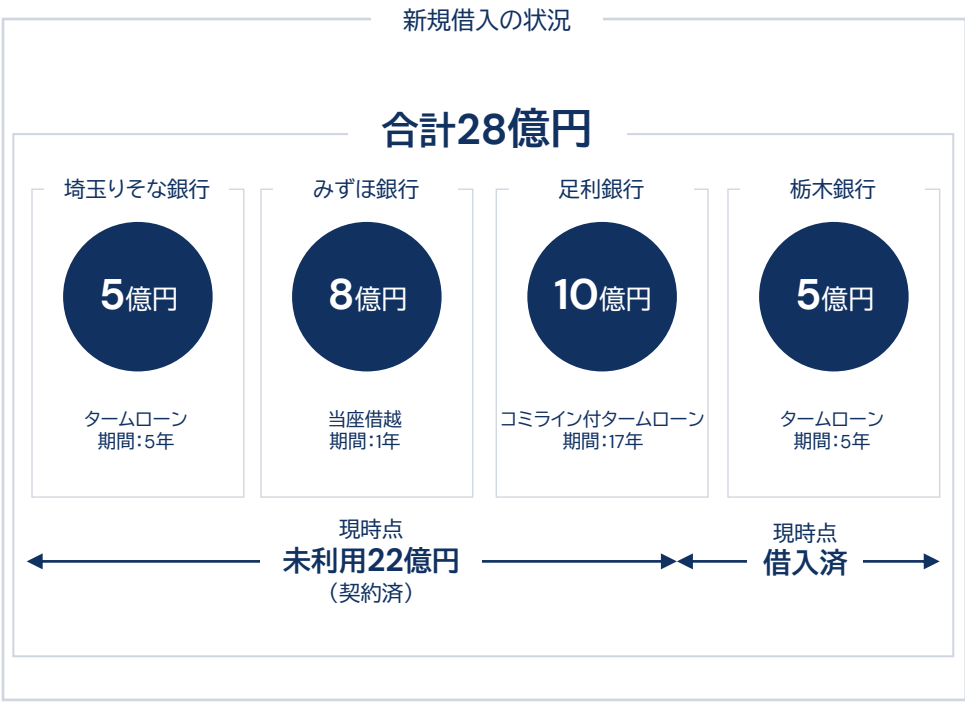 新規借入の状況
合計28億円
埼玉りそな銀行
5億円
タームローン
期間：5年
みずほ銀行
8億円
当座借越
期間：1年
足利銀行
10億円
コミライン付タームローン
期間：17年
栃木銀行
5億円
タームローン
期間：5年
現時点
未利用22億円
（契約済）
現時点
借入済